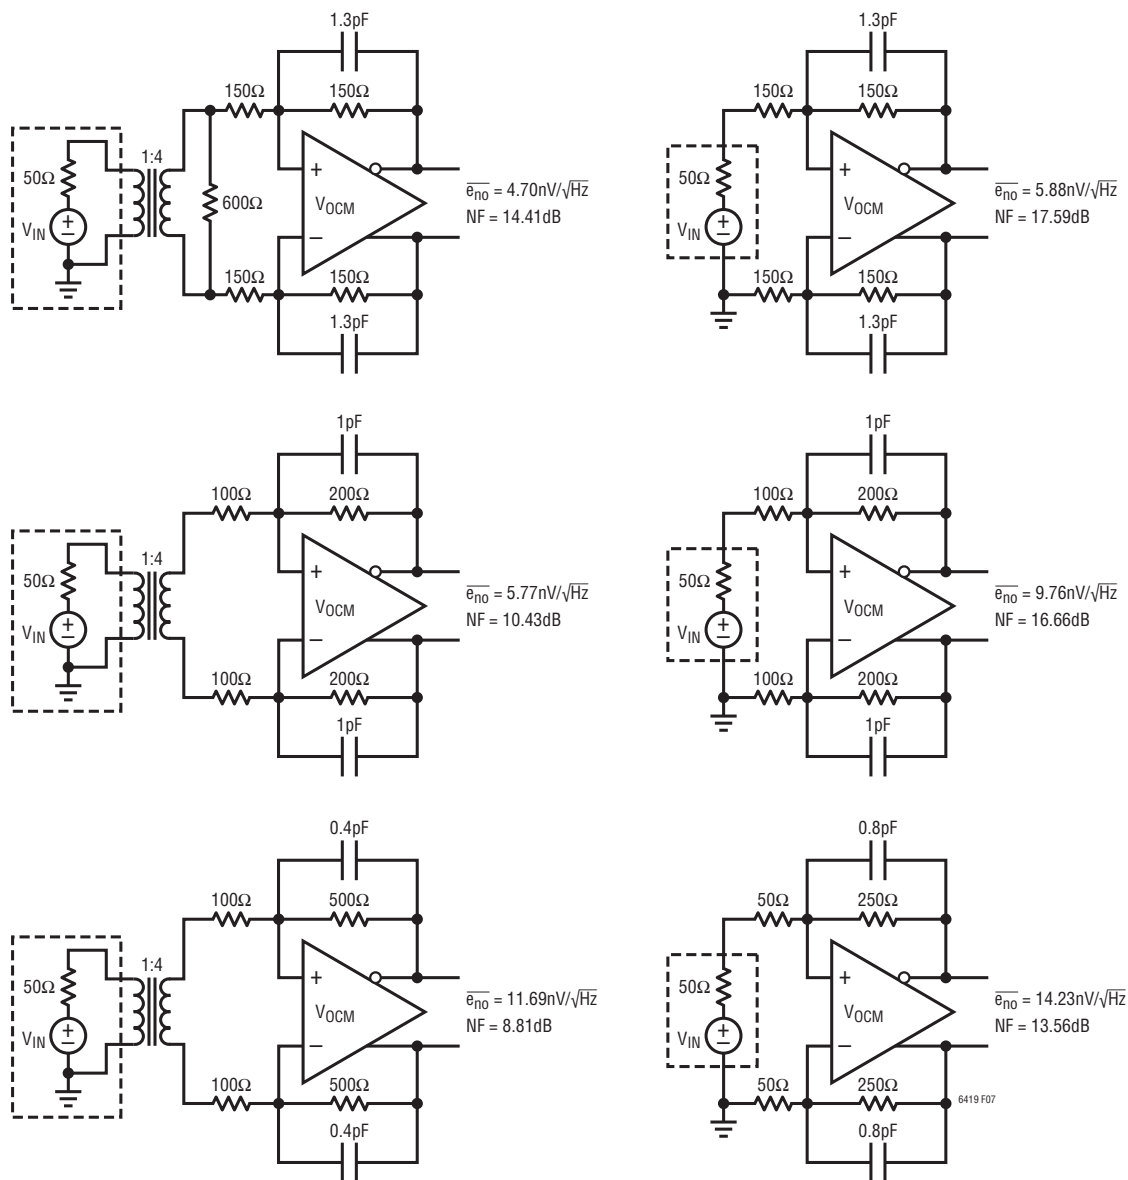 1.3pF
150Ω 150Ω
1:4
50Ω
600Ω
VIN
+
–
+
VOCM
–
eno = 4.70nV/√Hz
NF = 14.41dB
150Ω 150Ω
1.3pF
1.3pF
150Ω 150Ω
50Ω
VIN
+
–
+
VOCM
–
eno = 5.88nV/√Hz
NF = 17.59dB
150Ω 150Ω
1.3pF
1pF
100Ω 200Ω
1:4
50Ω
VIN
+
–
+
VOCM
–
eno = 5.77nV/√Hz
NF = 10.43dB
100Ω 200Ω
1pF
1pF
100Ω 200Ω
50Ω
VIN
+
–
+
VOCM
–
eno = 9.76nV/√Hz
NF = 16.66dB
100Ω 200Ω
1pF
0.4pF
100Ω 500Ω
1:4
50Ω
VIN
+
–
+
VOCM
–
eno = 11.69nV/√Hz
NF = 8.81dB
100Ω 500Ω
0.4pF
0.8pF
50Ω 250Ω
50Ω
VIN
+
–
+
VOCM
–
eno = 14.23nV/√Hz
NF = 13.56dB
50Ω 250Ω
6419 F07
0.8pF